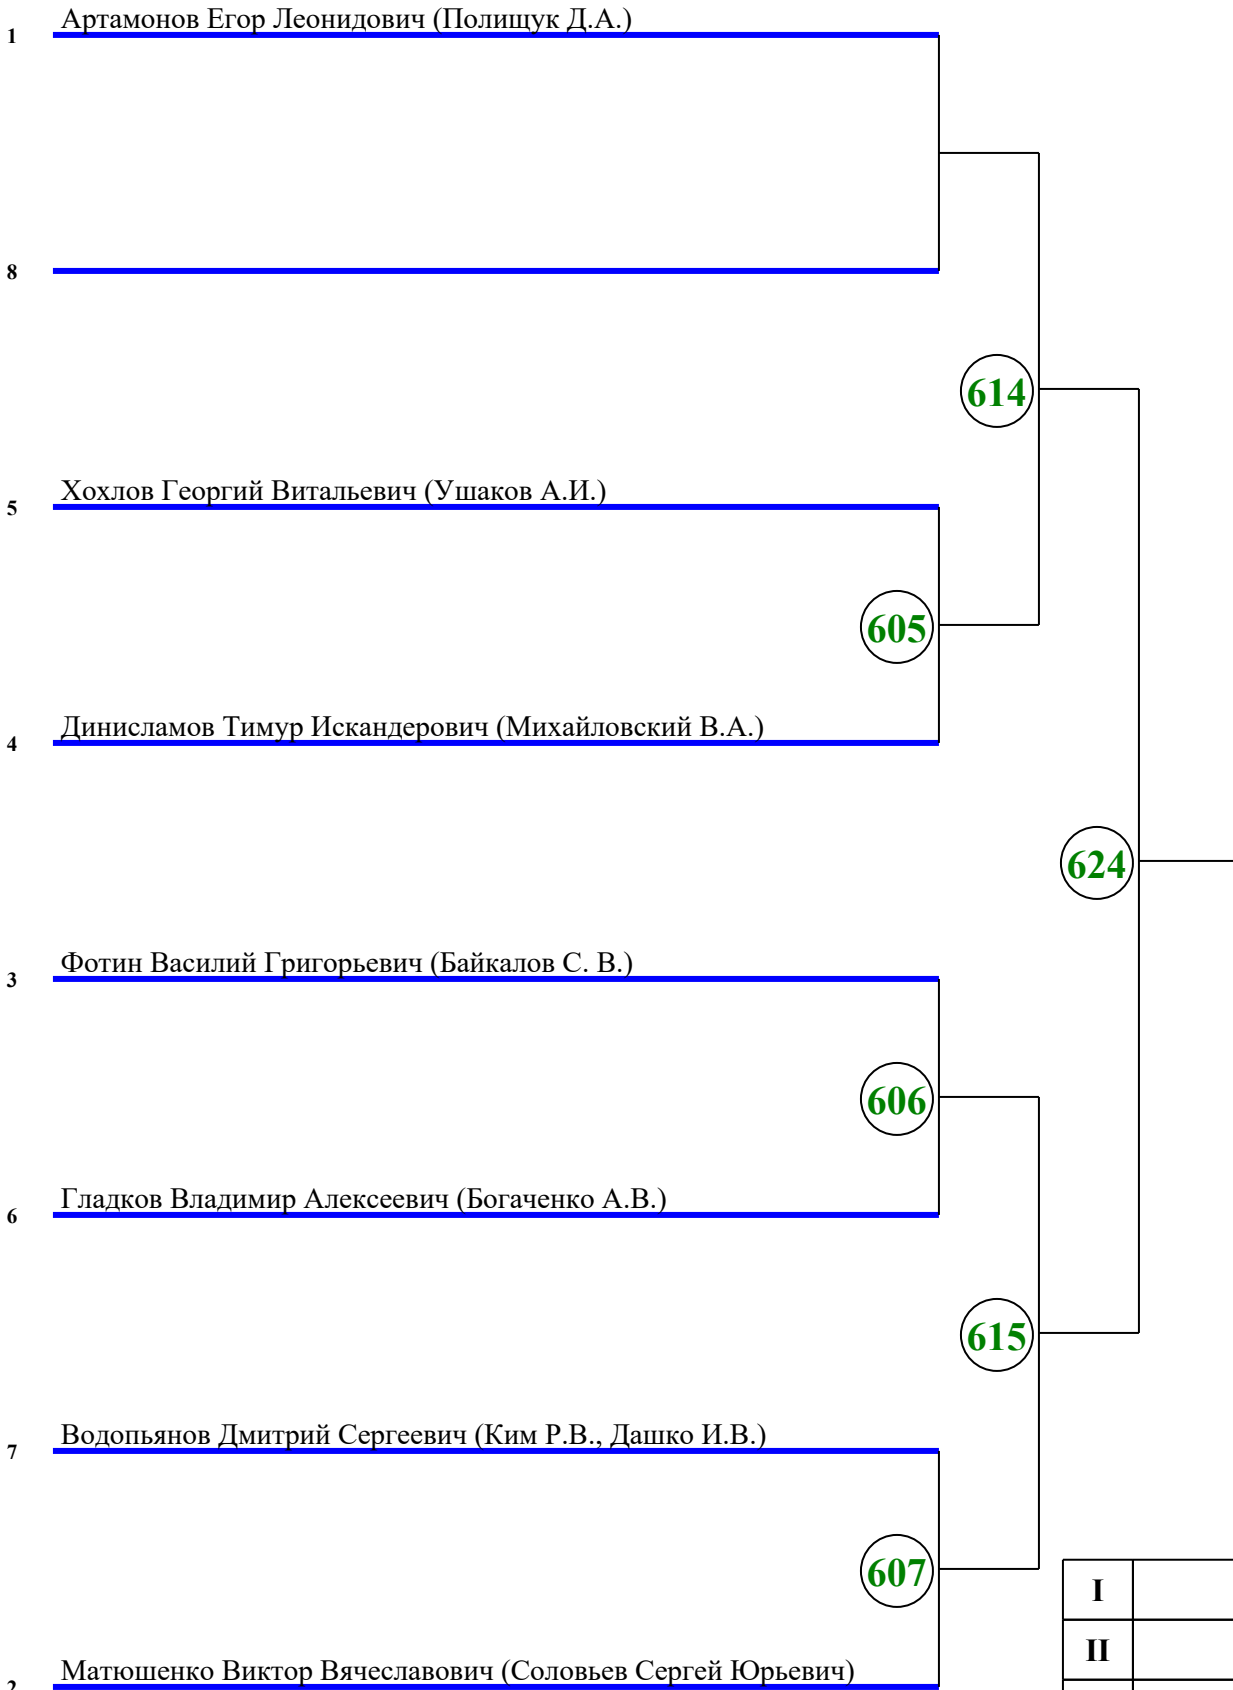 Артамонов Егор Леонидович (Полищук Д.А.)
1
8
614
Хохлов Георгий Витальевич (Ушаков А.И.)
5
605
Динисламов Тимур Искандерович (Михайловский В.А.)
4
624
Фотин Василий Григорьевич (Байкалов С. В.)
3
606
Гладков Владимир Алексеевич (Богаченко А.В.)
6
615
Водопьянов Дмитрий Сергеевич (Ким Р.В., Дашко И.В.)
7
607
I
II
Матюшенко Виктор Вячеславович (Соловьев Сергей Юрьевич)
2